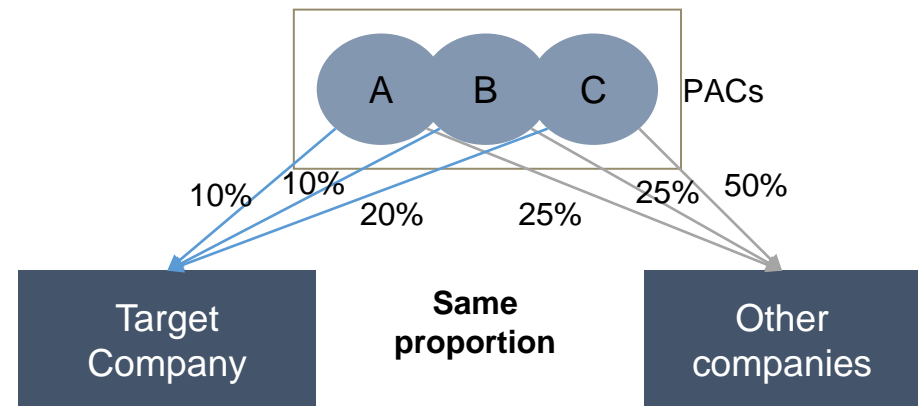 A B C
PACs
10% 10% 20% 25% 25% 50%
Target
Company
Same
proportion
Other
companies